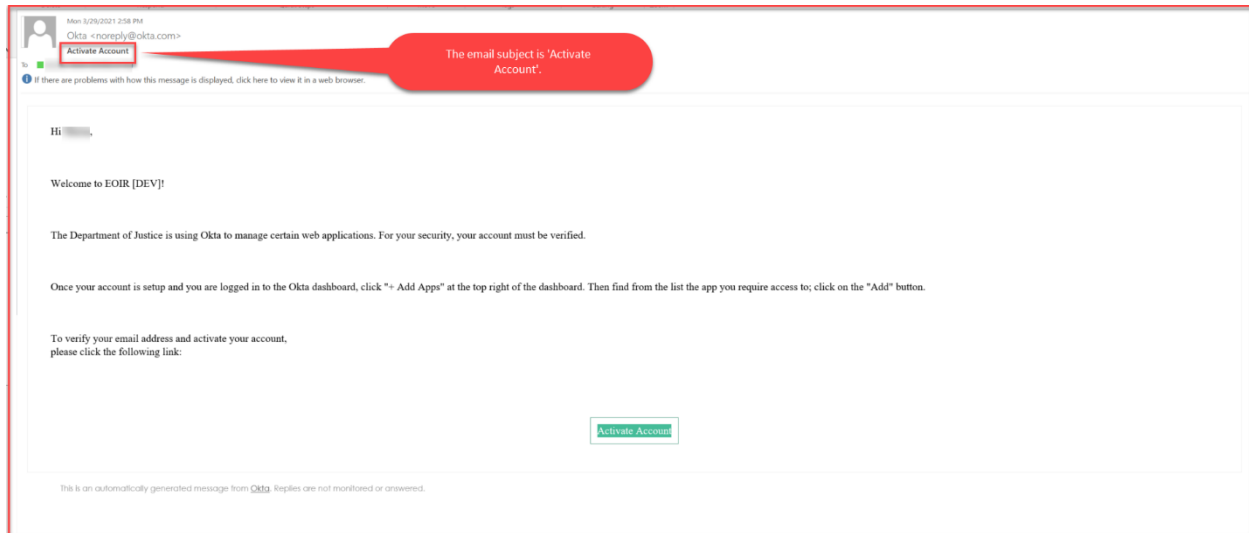 Mon 3/29/2021 2:58 PM
Okta <noreply@okta.com>
Activate Account
The email subject is 'Activate
Account'.
To
If there are problems with how this message is displayed, click here to view it in a web browser.
Hi ,
Welcome to EOIR [DEV]!
The Department of Justice is using Okta to manage certain web applications. For your security, your account must be verified.
Once your account is setup and you are logged in to the Okta dashboard, click "+ Add Apps" at the top right of the dashboard. Then find from the list the app you require access to; click on the "Add" button.
To verify your email address and activate your account,
please click the following link:
Activate Account
This is an automatically generated message from Okta. Replies are not monitored or answered.